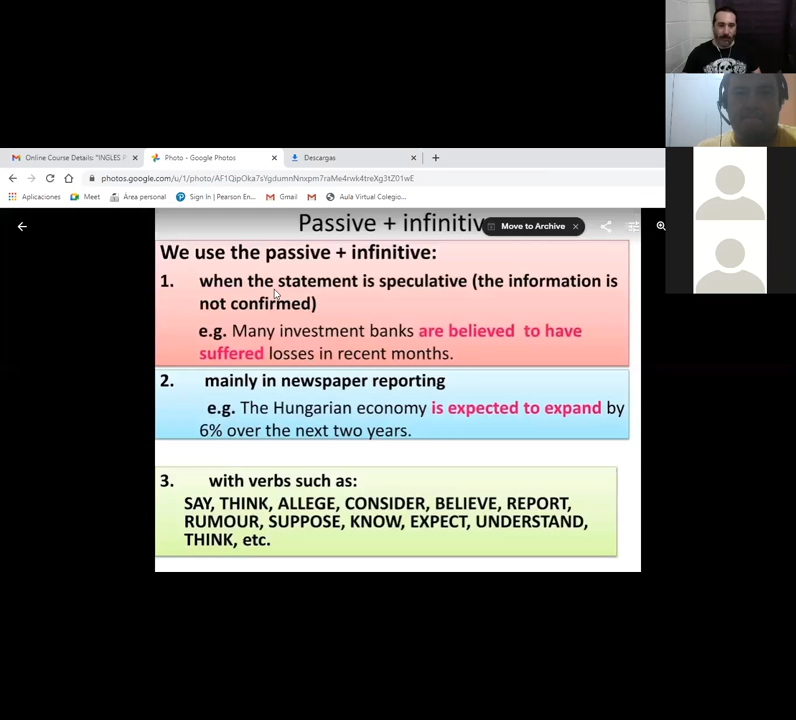 Online Course Details: "INGLES P
Photo - Google Photos
Descargas
photos.google.com/u/1/photo/AF1QipOka7sYgdumnNnxpm7raMe4rwk4treXg3tZ01wE
Aplicaciones
Meet
Área personal
Sign In | Pearson En...
Gmail
Aula Virtual Colegio...
Passive + infinitiv
Move to Archive
We use the passive + infinitive:
1. when the statement is speculative (the information is
not confirmed)
e.g. Many investment banks are believed to have
suffered losses in recent months.
2. mainly in newspaper reporting
e.g. The Hungarian economy is expected to expand by
6% over the next two years.
3. with verbs such as:
SAY, THINK, ALLEGE, CONSIDER, BELIEVE, REPORT,
RUMOUR, SUPPOSE, KNOW, EXPECT, UNDERSTAND,
THINK, etc.